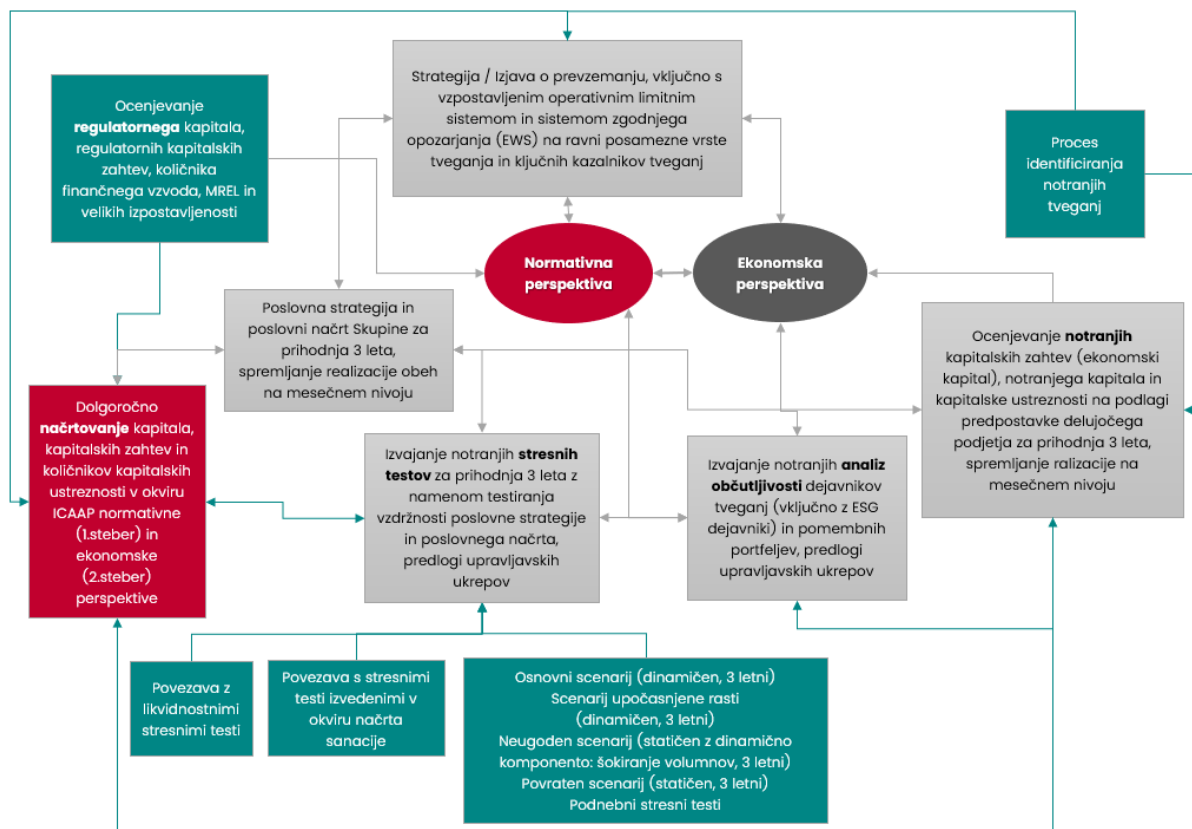 Strategija / Izjava o prevzemanju, vključno s
vzpostavljenim operativnim limitnim
sistemom in sistemom zgodnjega
opozarjanja (EWS) na ravni posamezne vrste
tveganja in ključnih kazalnikov tveganj
Ocenjevanje
regulatornega kapitala,
regulatornih kapitalskih
zahtev, količnika
finančnega vzvoda, MREL in
velikih izpostavljenosti
Proces
identificiranja
notranjih
tveganj
Normativna
perspektiva
Ekonomska
perspektiva
Poslovna strategija in
poslovni načrt Skupine za
prihodnja 3 leta,
spremljanje realizacije obeh
na mesečnem nivoju
Ocenjevanje notranjih
kapitalskih zahtev (ekonomski
kapital), notranjega kapitala in
kapitalske ustreznosti na podlagi
predpostavke delujočega
podjetja za prihodnja 3 leta,
spremljanje ralizacije na
mesečnem nivoju
Dolgoročno
načrtovanje kapitala,
kapitalskih zahtev in
količnikov kapitalskih
ustreznosti v okviru
ICAAP normativne
(1.steber) in
ekonomske
(2.steber)
perspektive
Izvajanje notranjih stresnih
testov za prihodnja 3 leta z
namenom testiranja
vzdržnosti poslovne strategije
in poslovnega načrta,
predlogi upravljavskih
ukrepov
Izvajanje notranjih analiz
občutljivosti dejavnikov
tveganj (vključno z ESG
dejavniki) in pomembnih
portfeljev, predlogi
upravljavskih ukrepov
Povezava z
likvidnostnimi
stresnimi testi
Povezava s stresnimi
testi izvedenimi v
okviru načrta
sanacije
Osnovni scenarij (dinamičen, 3 letni)
Scenarij upočasnjene rasti
(dinamičen, 3 letni)
Neugoden scenarij (statičen z dinamično
komponento: šokiranje volumnov, 3 letni)
Povraten scenarij (statičen, 3 letni)
Podnebni stresni testi